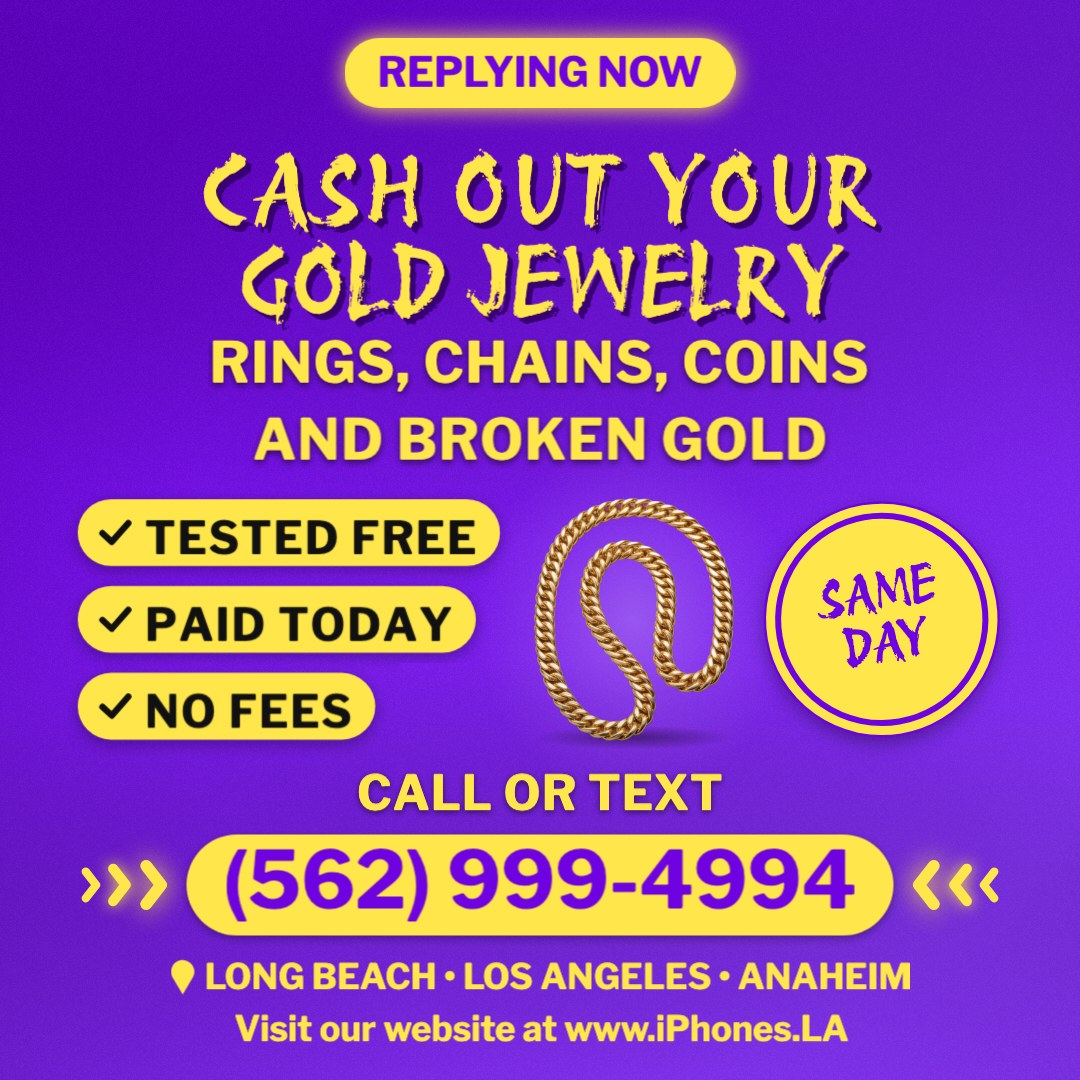 REPLYING NOW
CASH OUT YOUR
GOLD JEWELRY
RINGS, CHAINS, COINS
AND BROKEN GOLD
✓ TESTED FREE
✓ PAID TODAY
✓ NO FEES
SAME
DAY
CALL OR TEXT
(562) 999-4994
LONG BEACH • LOS ANGELES • ANAHEIM
Visit our website at www.iPhones.LA